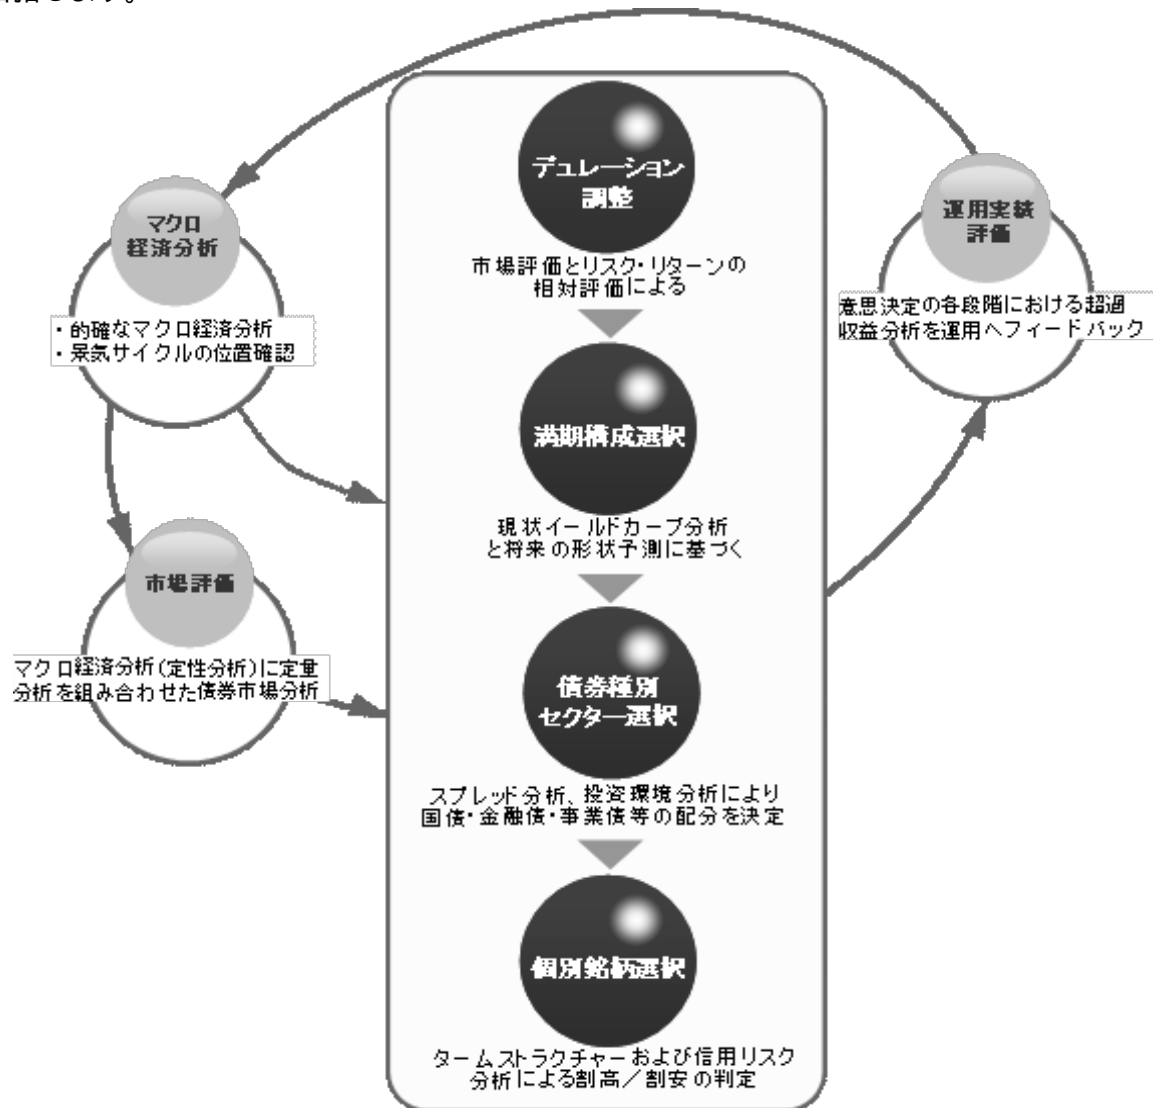 デュレーション
調整
市場評価とリスク・リターンの
相対評価による
マクロ
経済分析
・的確なマクロ経済分析
・景気サイクルの位置確認
運用実績
評価
意思決定の各段階における超過
収益分析を運用へフィードバック
満期構成選択
現状イールドカーブ分析
と将来の形状予測に基づく
市場評価
マクロ経済分析(定性分析)に定量
分析を組み合わせた債券市場分析
債券種別
セクター選択
スプレッド分析、投資環境分析により
国債・金融債・事業債等の配分を決定
個別銘柄選択
タームストラクチャーおよび信用リスク
分析による割高／割安の判定